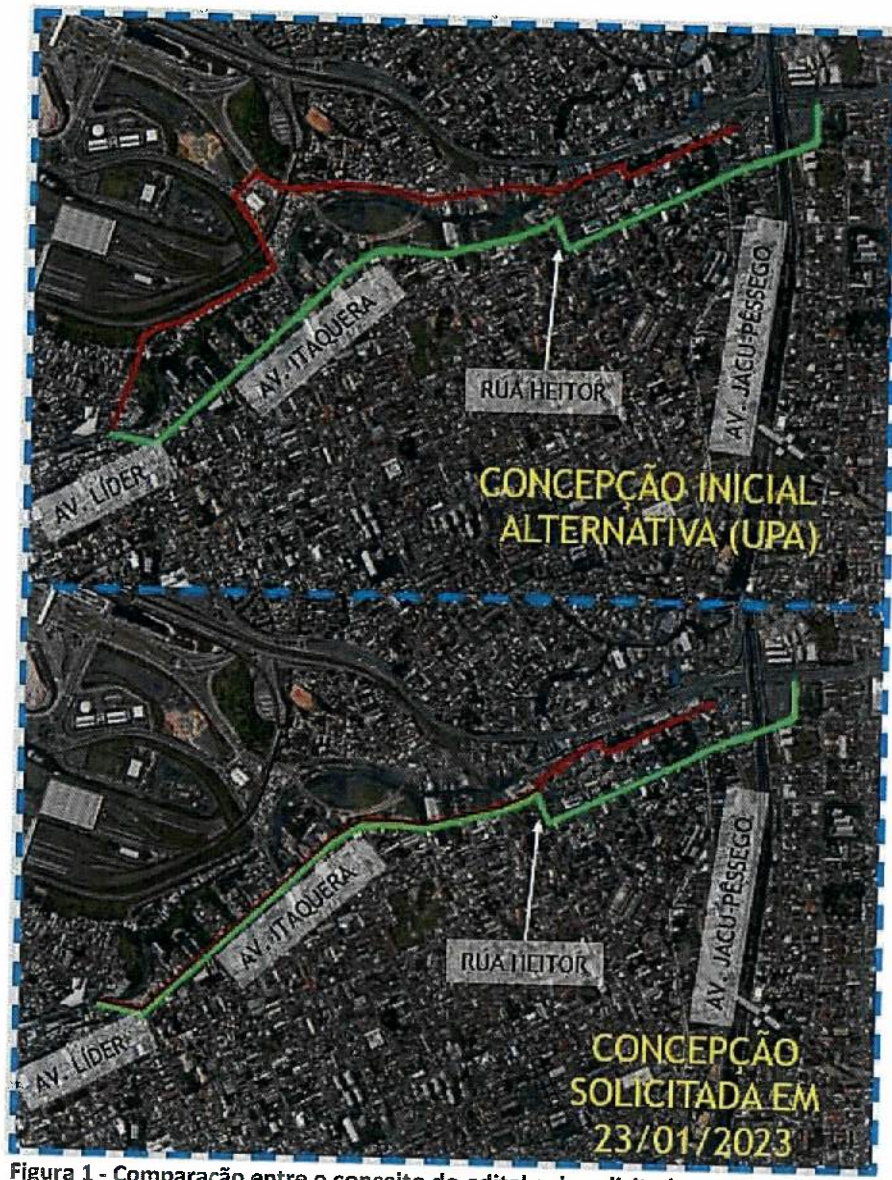 AV. ITAQUERA
RUA HEITOR
AV. JACU-PÊSSEGO
AV. LÍDER
CONCEPÇÃO INICIAL
ALTERNATIVA (UPA)
AV. ITAQUERA
RUA HEITOR
AV. JACU-PÊSSEGO
AV. LÍDER
CONCEPÇÃO
SOLICITADA EM
23/01/2023
Figura 1 - Comparação entre o conceito do edital